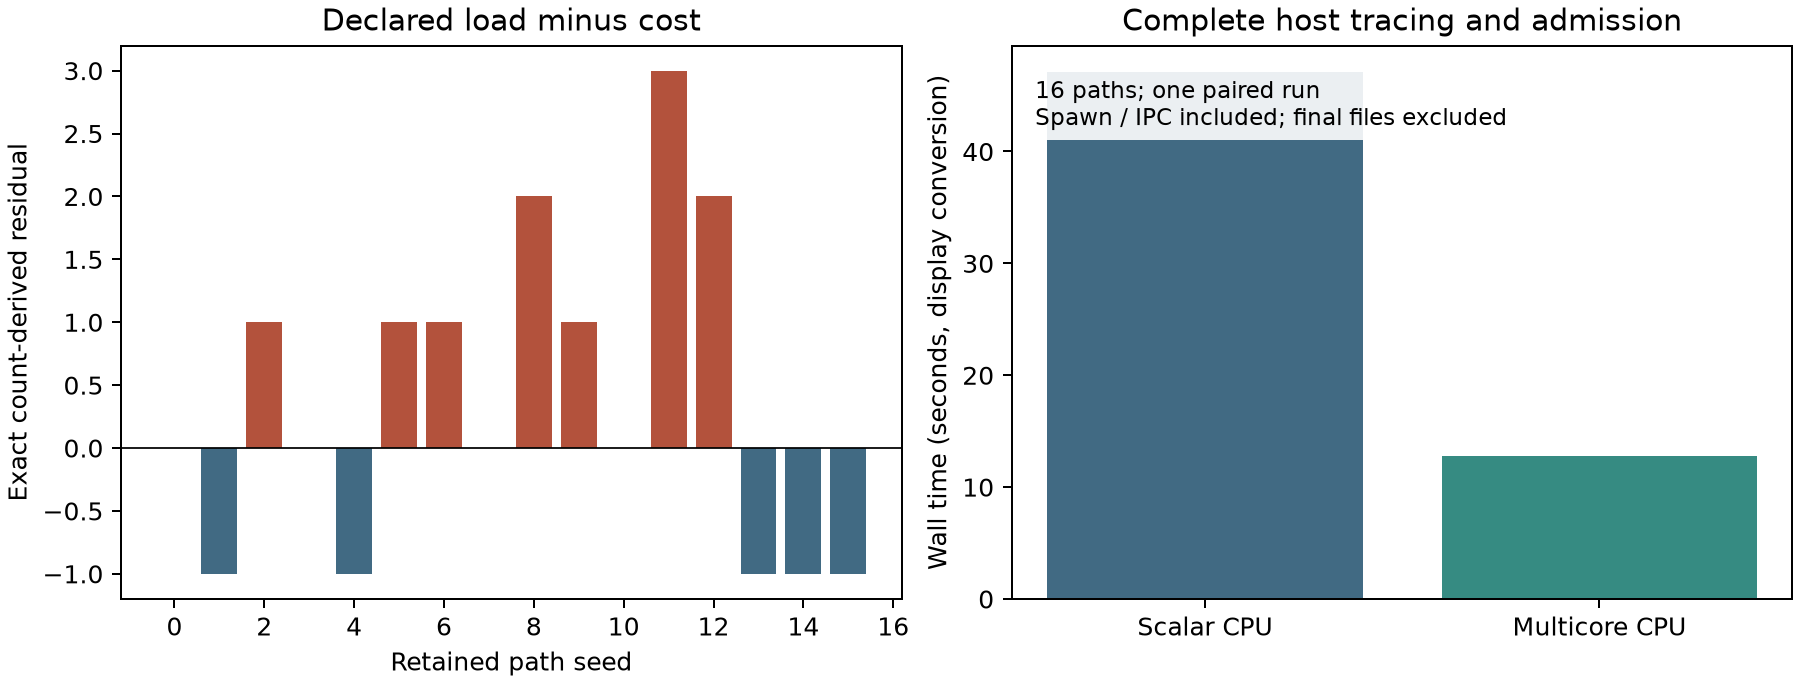 Declared load minus cost
Exact count-derived residual
3.0
2.5
2.0
1.5
1.0
0.5
0.0
−0.5
−1.0
0 2 4 6 8 10 12 14 16
Retained path seed
Complete host tracing and admission
Wall time (seconds, display conversion)
16 paths; one paired run
Spawn / IPC included; final files excluded
40
30
20
10
0
Scalar CPU Multicore CPU